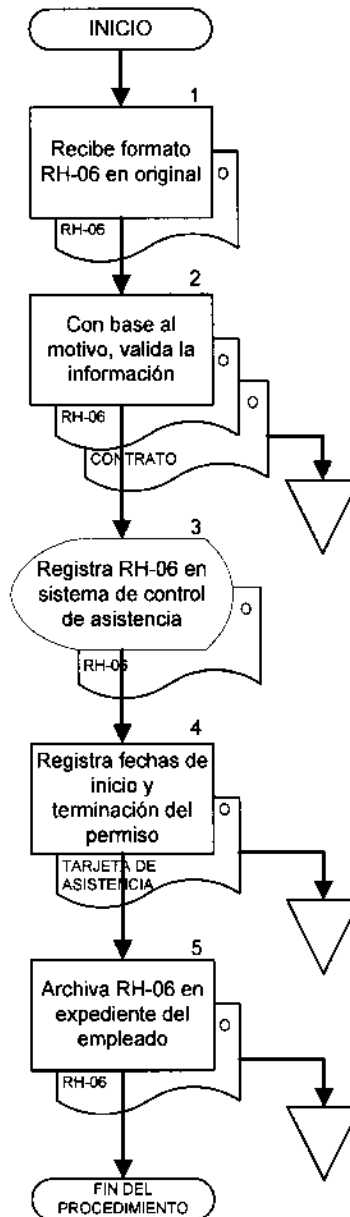 INICIO
1
Recibe formato
RH-06 en original
O
RH-06
2
Con base al
motivo, valida la
información
O
RH-06
O
CONTRATO
3
Registra RH-06 en
sistema de control
de asistencia
O
RH-06
4
Registra fechas de
inicio y
terminación del
permiso
O
TARJETA DE
ASISTENCIA
5
Archiva RH-06 en
expediente del
empleado
O
RH-06
FIN DEL
PROCEDIMIENTO